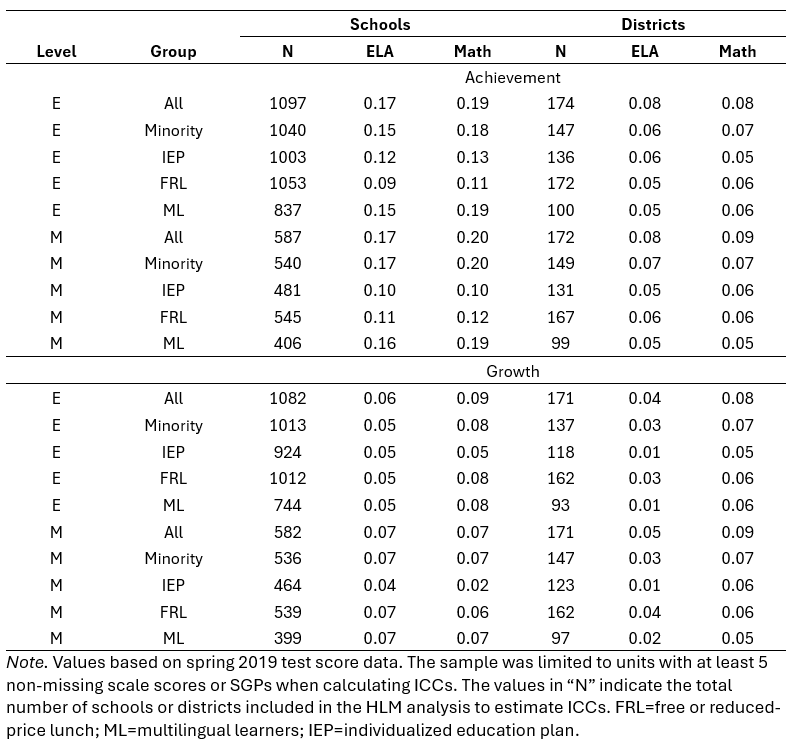 Schools Districts
Level Group N ELA Math N ELA Math
Achievement
E All 1097 0.17 0.19 174 0.08 0.08
E Minority 1040 0.15 0.18 147 0.06 0.07
E IEP 1003 0.12 0.13 136 0.06 0.05
E FRL 1053 0.09 0.11 172 0.05 0.06
E ML 837 0.15 0.19 100 0.05 0.06
M All 587 0.17 0.20 172 0.08 0.09
M Minority 540 0.17 0.20 149 0.07 0.07
M IEP 481 0.10 0.10 131 0.05 0.06
M FRL 545 0.11 0.12 167 0.06 0.06
M ML 406 0.16 0.19 99 0.05 0.05
Growth
E All 1082 0.06 0.09 171 0.04 0.08
E Minority 1013 0.05 0.08 137 0.03 0.07
E IEP 924 0.05 0.05 118 0.01 0.05
E FRL 1012 0.05 0.08 162 0.03 0.06
E ML 744 0.05 0.08 93 0.01 0.06
M All 582 0.07 0.07 171 0.05 0.09
M Minority 536 0.07 0.07 147 0.03 0.07
M IEP 464 0.04 0.02 123 0.01 0.06
M FRL 539 0.07 0.06 162 0.04 0.06
M ML 399 0.07 0.07 97 0.02 0.05
Note. Values based on spring 2019 test score data. The sample was limited to units with at least 5
non-missing scale scores or SGPs when calculating ICCs. The values in “N” indicate the total
number of schools or districts included in the HLM analysis to estimate ICCs. FRL=free or reduced-
price lunch; ML=multilingual learners; IEP=individualized education plan.